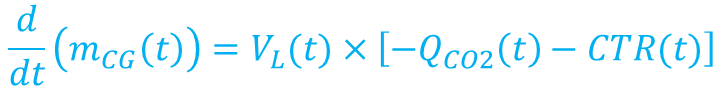 d/dt (m_CG(t)) = V_L(t) × [−Q_CO2(t) − CTR(t)]